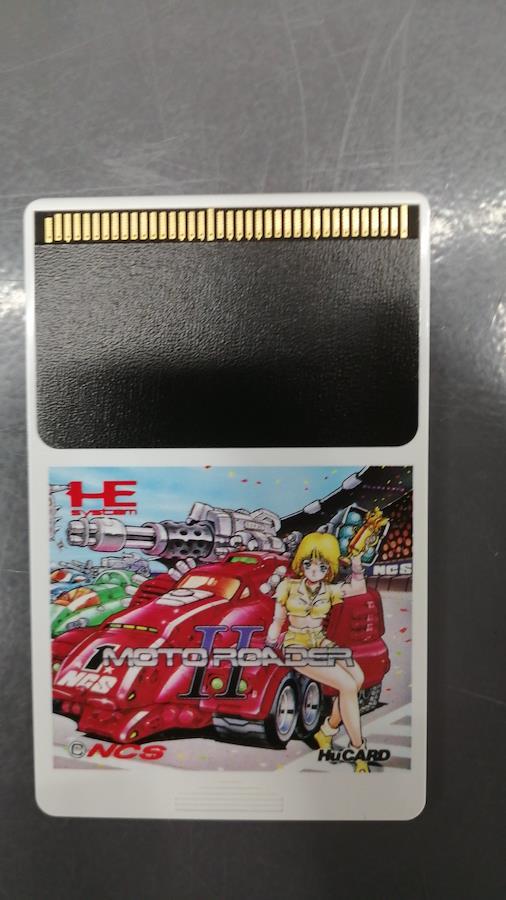 HE
SYSTEM
NCS
MOTO ROADER
II
NCS
©NCS
HuCARD